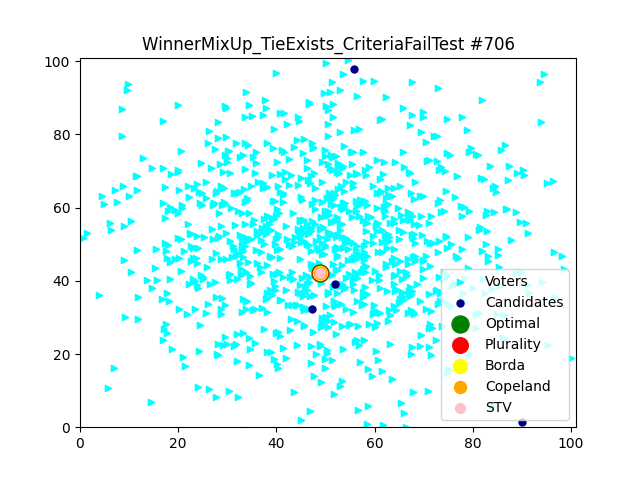 WinnerMixUp_TieExists_CriteriaFailTest #706
100
80
60
40
20
0
0
20
40
60
80
100
Voters
Candidates
Optimal
Plurality
Borda
Copeland
STV